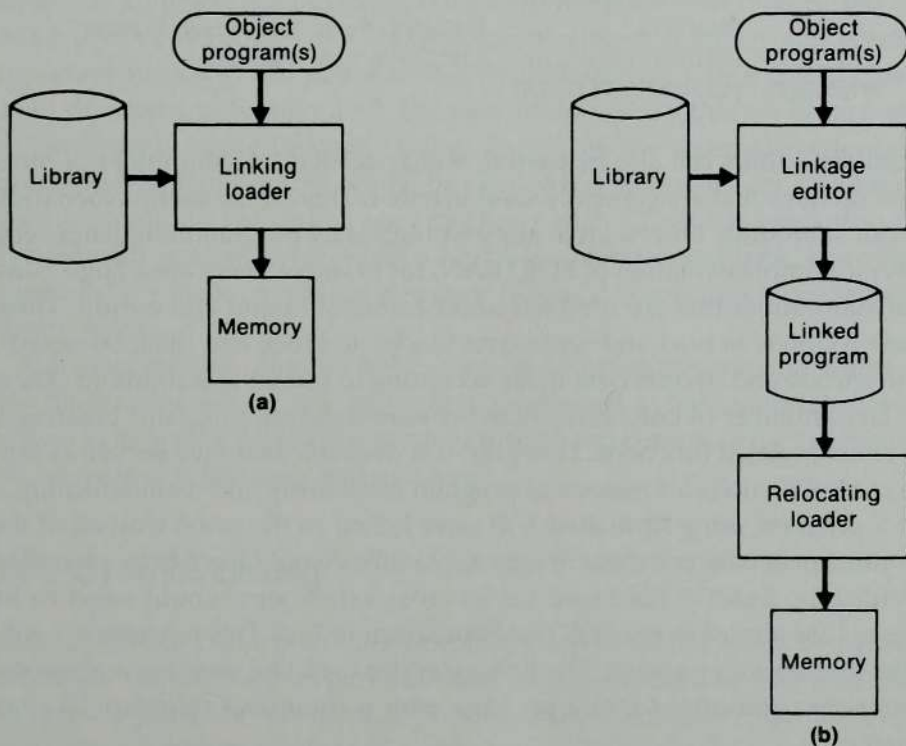 Object
program(s)
Library
Linking
loader
Memory
(a)
Object
program(s)
Library
Linkage
editor
Linked
program
Relocating
loader
Memory
(b)